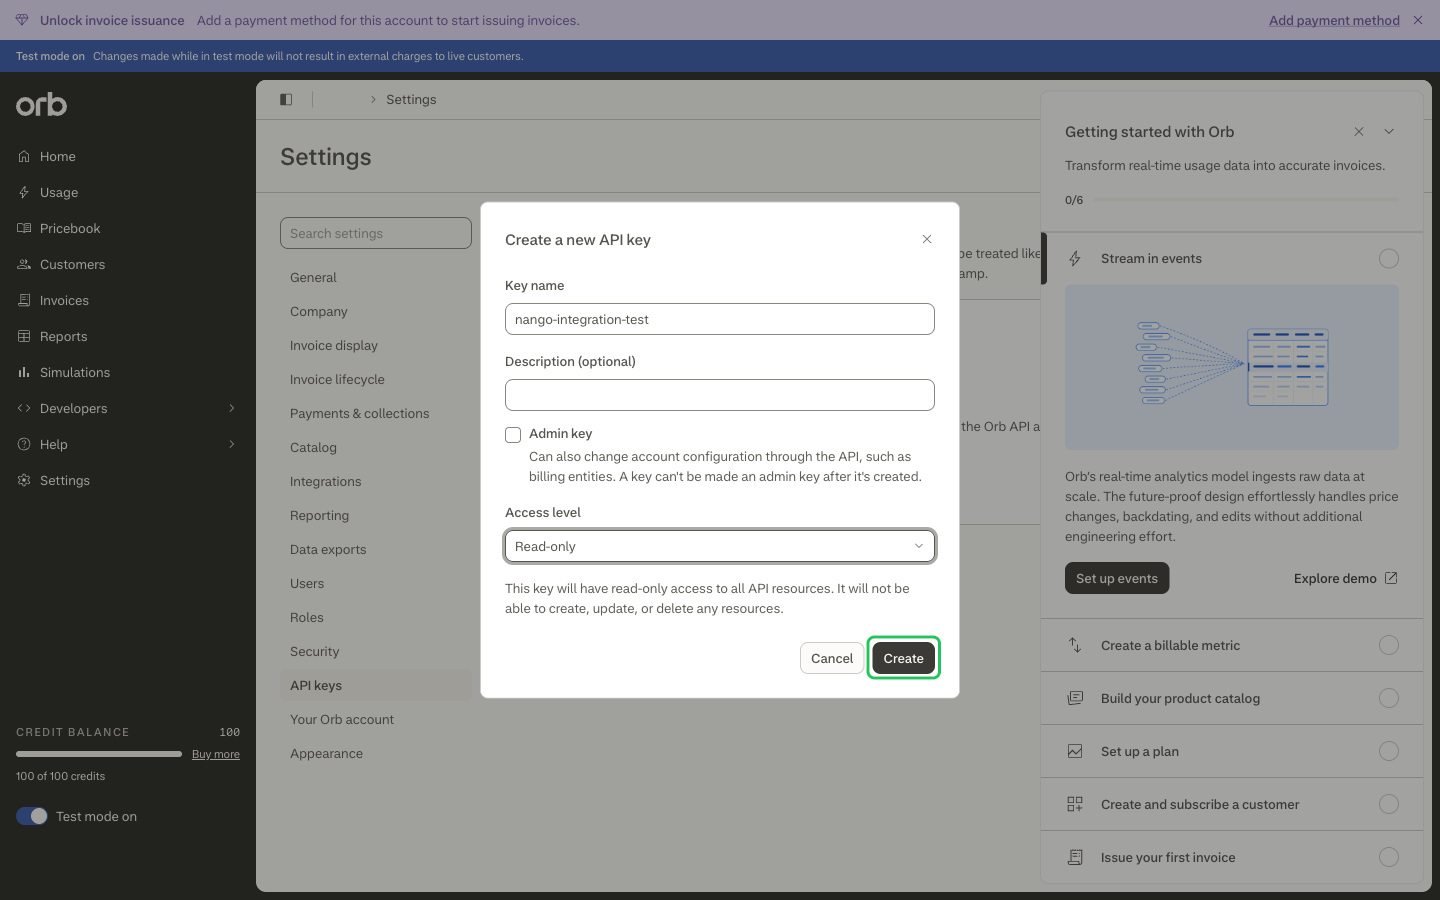 Unlock invoice issuance Add a payment method for this account to start issuing invoices.
Add payment method
Test mode on Changes made while in test mode will not result in external charges to live customers.
orb
Home
Usage
Pricebook
Customers
Invoices
Reports
Simulations
Developers
Help
Settings
CREDIT BALANCE 100
Buy more
100 of 100 credits
Test mode on
Settings
Settings
Search settings
General
Company
Invoice display
Invoice lifecycle
Payments & collections
Catalog
Integrations
Reporting
Data exports
Users
Roles
Security
API keys
Your Orb account
Appearance
be treated like
amp.
the Orb API a
Create a new API key
Key name
nango-integration-test
Description (optional)
Admin key
Can also change account configuration through the API, such as
billing entities. A key can't be made an admin key after it's created.
Access level
Read-only
This key will have read-only access to all API resources. It will not be
able to create, update, or delete any resources.
Cancel
Create
Getting started with Orb
Transform real-time usage data into accurate invoices.
0/6
Stream in events
Orb's real-time analytics model ingests raw data at
scale. The future-proof design effortlessly handles price
changes, backdating, and edits without additional
engineering effort.
Set up events
Explore demo
Create a billable metric
Build your product catalog
Set up a plan
Create and subscribe a customer
Issue your first invoice